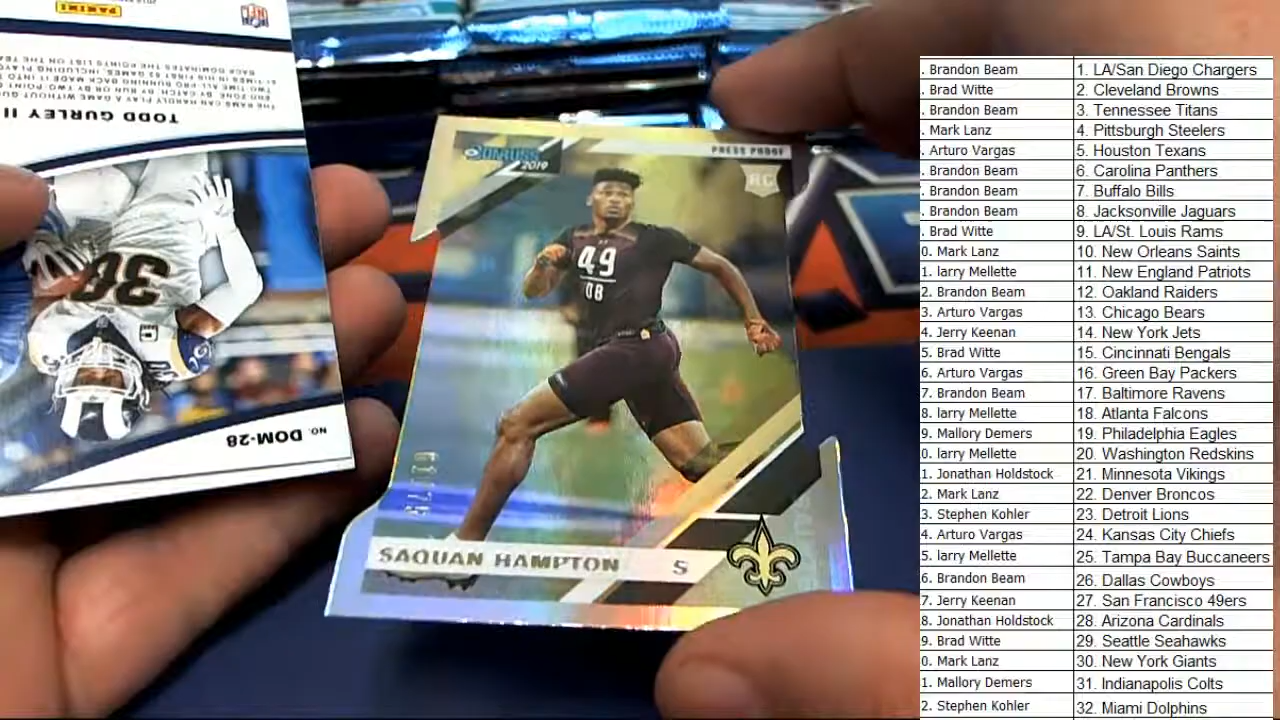 PANINI
NFL
THE RAMS CAN HARDLY PLAY A GAME WITHOUT
TODD GURLEY II
36
NO. DOM-28
DONRUSS
2019
PRESS PROOF
RC
49
08
SAQUAN HAMPTON S
. Brandon Beam 1. LA/San Diego Chargers
. Brad Witte 2. Cleveland Browns
. Brandon Beam 3. Tennessee Titans
. Mark Lanz 4. Pittsburgh Steelers
. Arturo Vargas 5. Houston Texans
. Brandon Beam 6. Carolina Panthers
. Brandon Beam 7. Buffalo Bills
. Brandon Beam 8. Jacksonville Jaguars
. Brad Witte 9. LA/St. Louis Rams
0. Mark Lanz 10. New Orleans Saints
1. larry Mellette 11. New England Patriots
2. Brandon Beam 12. Oakland Raiders
3. Arturo Vargas 13. Chicago Bears
4. Jerry Keenan 14. New York Jets
5. Brad Witte 15. Cincinnati Bengals
6. Arturo Vargas 16. Green Bay Packers
7. Brandon Beam 17. Baltimore Ravens
8. larry Mellette 18. Atlanta Falcons
9. Mallory Demers 19. Philadelphia Eagles
0. larry Mellette 20. Washington Redskins
1. Jonathan Holdstock 21. Minnesota Vikings
2. Mark Lanz 22. Denver Broncos
3. Stephen Kohler 23. Detroit Lions
4. Arturo Vargas 24. Kansas City Chiefs
5. larry Mellette 25. Tampa Bay Buccaneers
6. Brandon Beam 26. Dallas Cowboys
7. Jerry Keenan 27. San Francisco 49ers
8. Jonathan Holdstock 28. Arizona Cardinals
9. Brad Witte 29. Seattle Seahawks
0. Mark Lanz 30. New York Giants
1. Mallory Demers 31. Indianapolis Colts
2. Stephen Kohler 32. Miami Dolphins